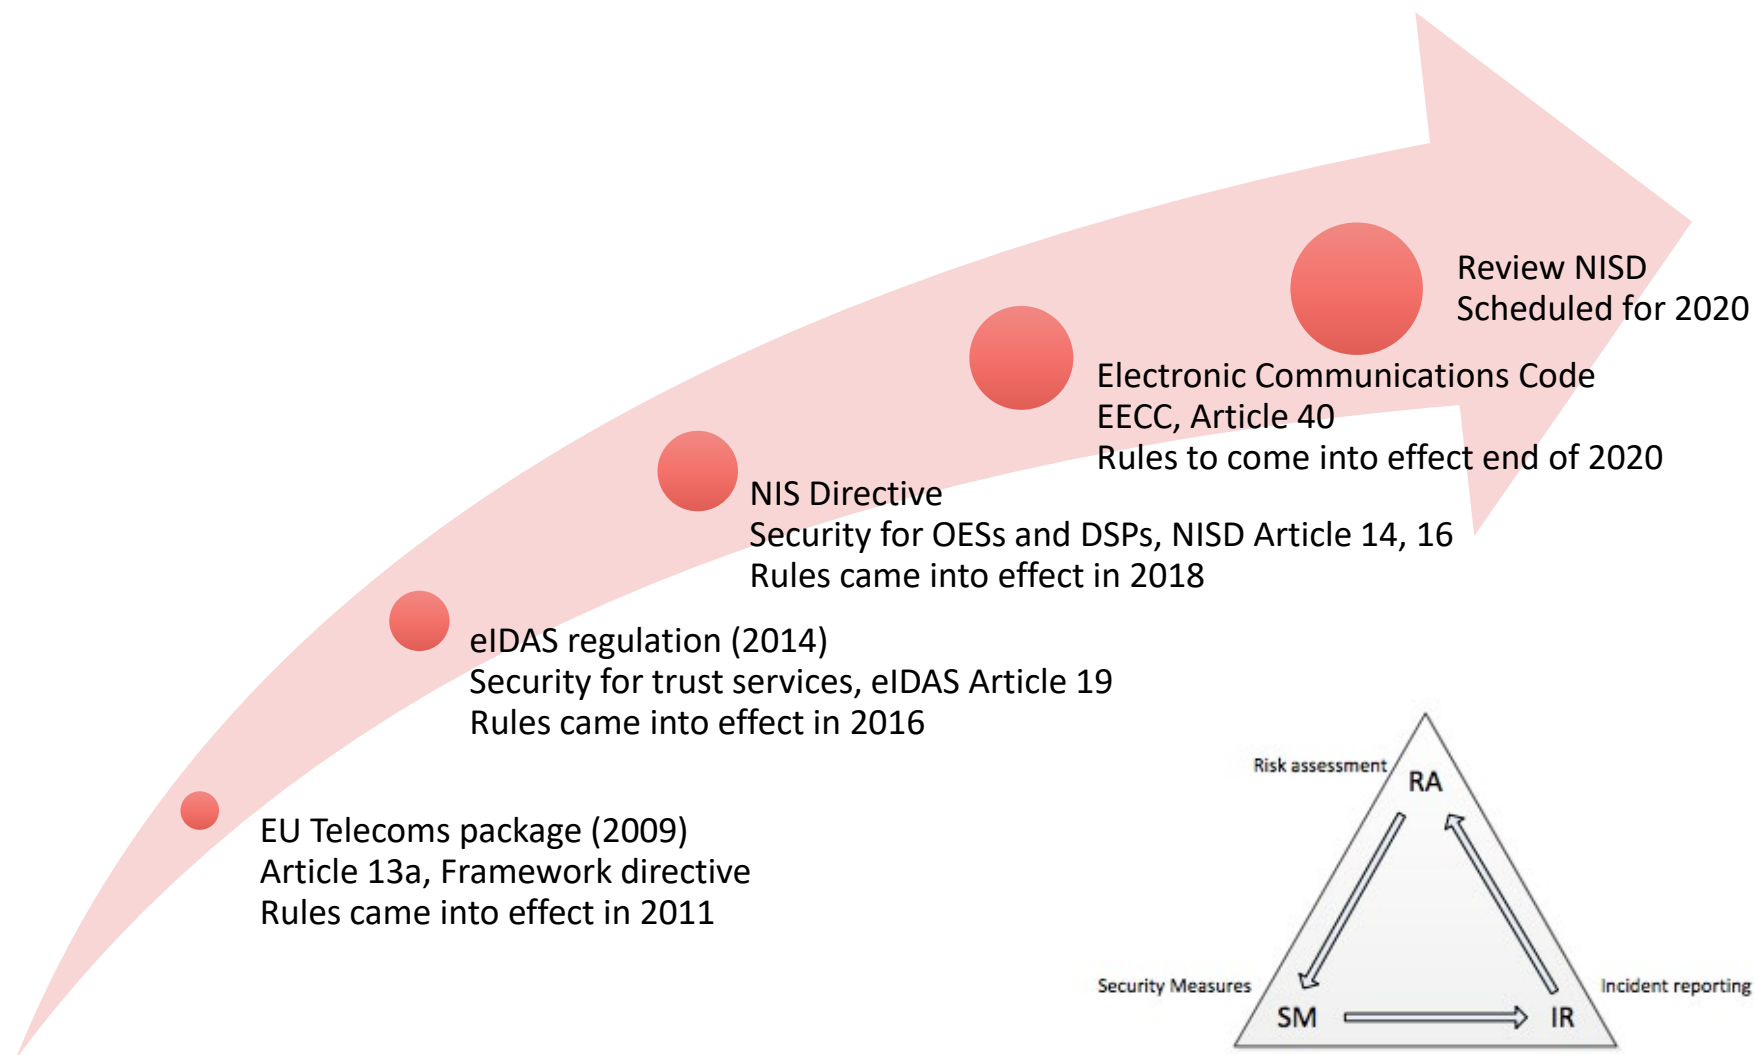 Review NISD
Scheduled for 2020
Electronic Communications Code
EECC, Article 40
Rules to come into effect end of 2020
NIS Directive
Security for OESs and DSPs, NISD Article 14, 16
Rules came into effect in 2018
eIDAS regulation (2014)
Security for trust services, eIDAS Article 19
Rules came into effect in 2016
EU Telecoms package (2009)
Article 13a, Framework directive
Rules came into effect in 2011
Risk assessment
RA
Security Measures
SM
IR
Incident reporting